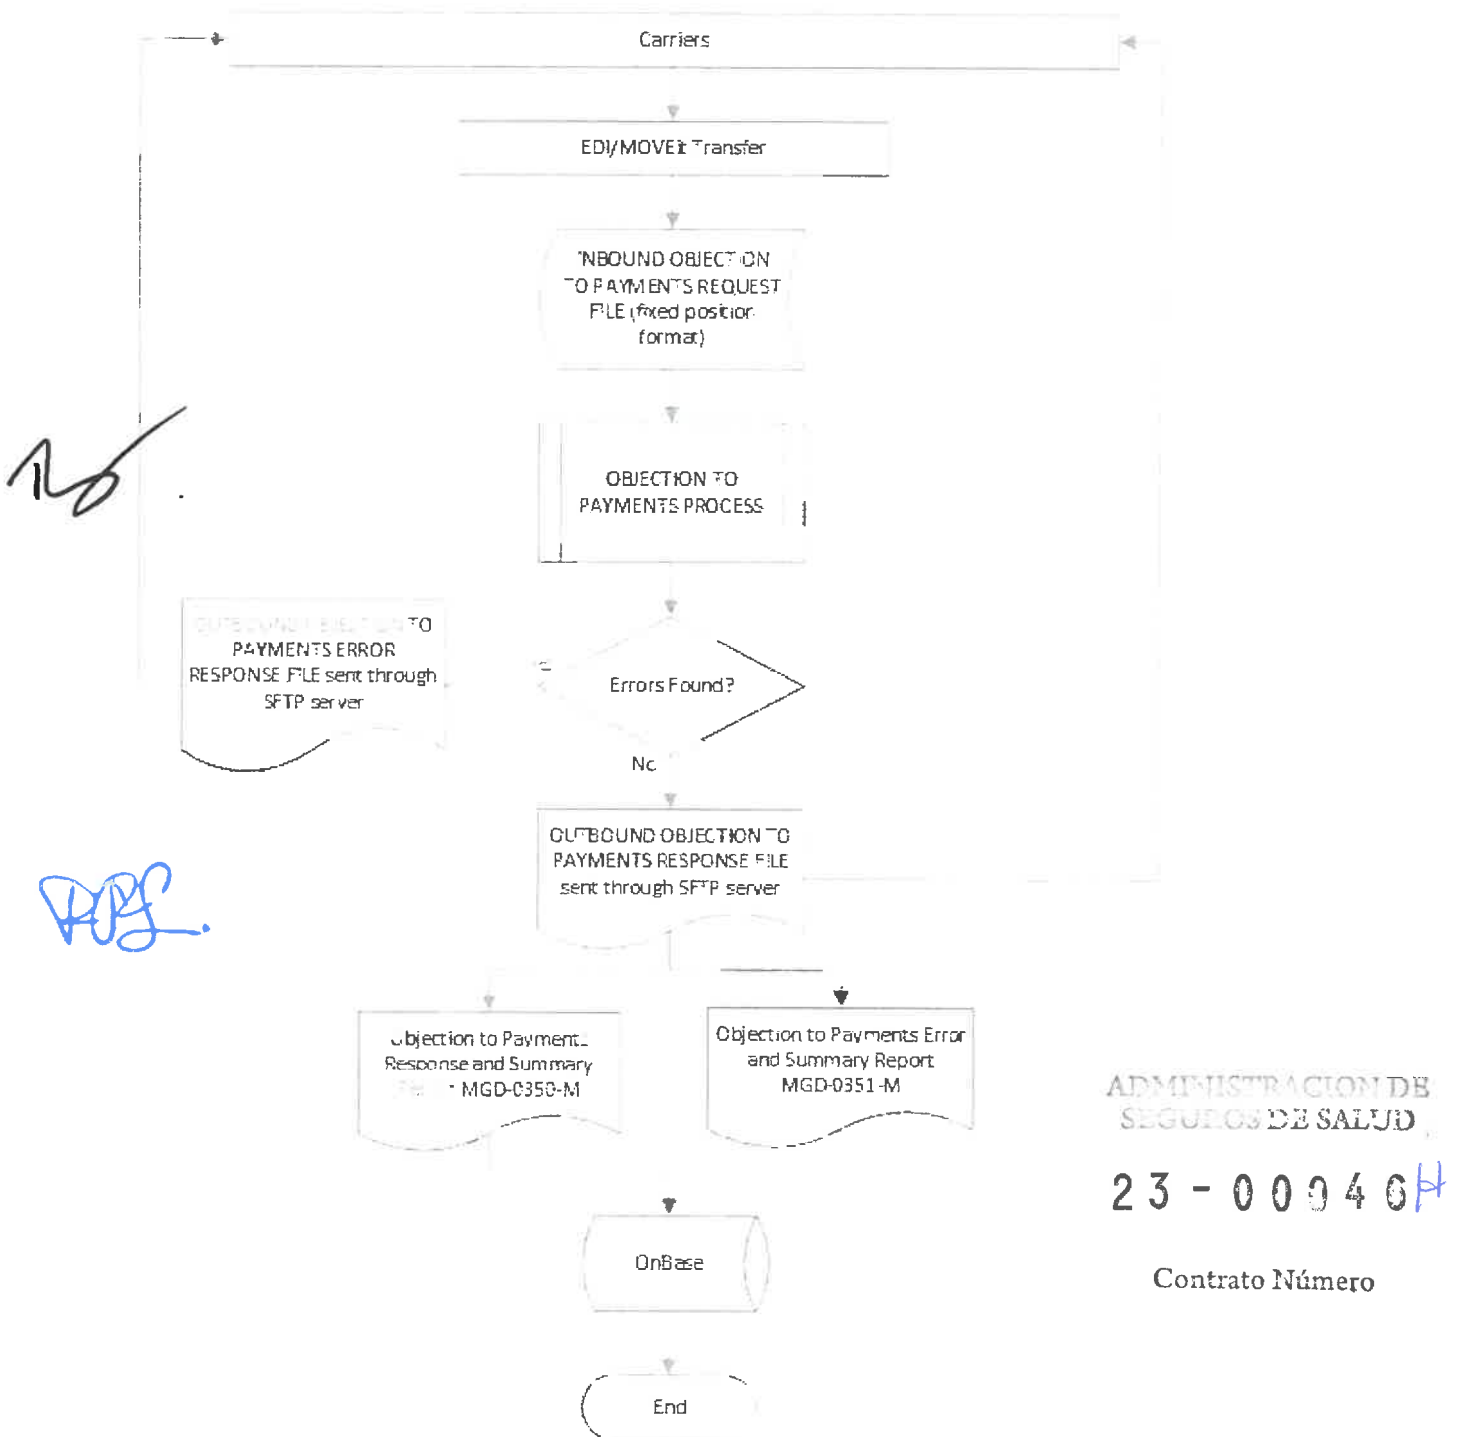 Carriers
EDI/MOVEit Transfer
INBOUND OBJECTION
TO PAYMENTS REQUEST
FILE (fixed position
format)
OBJECTION TO
PAYMENTS PROCESS
OUTBOUND OBJECTION TO
PAYMENTS ERROR
RESPONSE FILE sent through
SFTP server
Errors Found?
No
OUTBOUND OBJECTION TO
PAYMENTS RESPONSE FILE
sent through SFTP server
Objection to Payments
Response and Summary
MGD-0350-M
Objection to Payments Error
and Summary Report
MGD-0351-M
ADMINISTRACION DE
SEGUROS DE SALUD
23-00046H
Contrato Número
OnBase
End